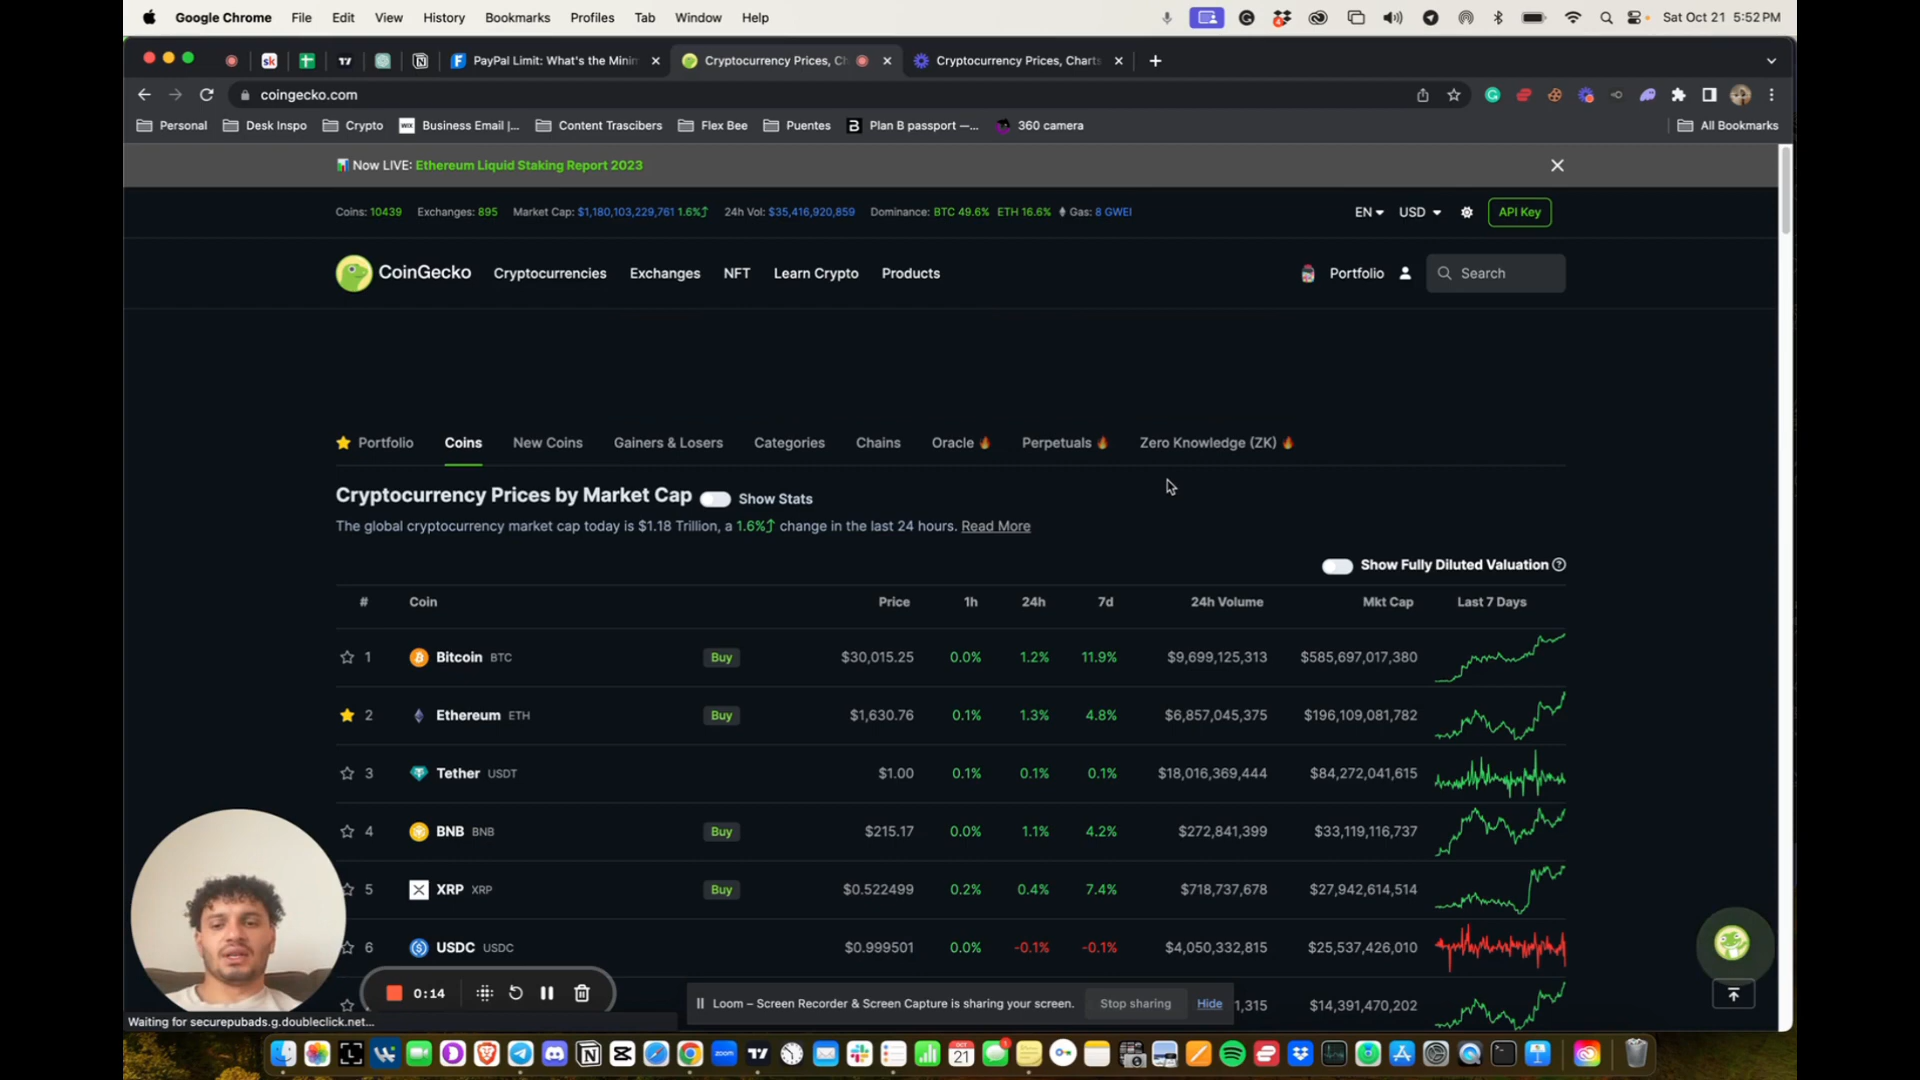 Google Chrome File Edit View History Bookmarks Profiles Tab Window Help Sat Oct 21 5:52 PM
PayPal Limit: What's the Minim Cryptocurrency Prices, Ch Cryptocurrency Prices, Charts
coingecko.com
Personal Desk Inspo Crypto WIX Business Email |... Content Trascibers Flex Bee Puentes Plan B passport —... 360 camera All Bookmarks
Now LIVE: Ethereum Liquid Staking Report 2023
Coins: 10439 Exchanges: 895 Market Cap: $1,180,103,229,761 1.6% 24h Vol: $35,416,920,859 Dominance: BTC 49.6% ETH 16.6% Gas: 8 GWEI EN USD API Key
CoinGecko Cryptocurrencies Exchanges NFT Learn Crypto Products Portfolio Search
Portfolio Coins New Coins Gainers & Losers Categories Chains Oracle Perpetuals Zero Knowledge (ZK)
Cryptocurrency Prices by Market Cap Show Stats
The global cryptocurrency market cap today is $1.18 Trillion, a 1.6% change in the last 24 hours. Read More
Show Fully Diluted Valuation
# Coin Price 1h 24h 7d 24h Volume Mkt Cap Last 7 Days
1 Bitcoin BTC Buy $30,015.25 0.0% 1.2% 11.9% $9,699,125,313 $585,697,017,380
2 Ethereum ETH Buy $1,630.76 0.1% 1.3% 4.8% $6,857,045,375 $196,109,081,782
3 Tether USDT $1.00 0.1% 0.1% 0.1% $18,016,369,444 $84,272,041,615
4 BNB BNB Buy $215.17 0.0% 1.1% 4.2% $272,841,399 $33,119,116,737
5 XRP XRP Buy $0.522499 0.2% 0.4% 7.4% $718,737,678 $27,942,614,514
6 USDC USDC $0.999501 0.0% -0.1% -0.1% $4,050,332,815 $25,537,426,010
0:14 Loom – Screen Recorder & Screen Capture is sharing your screen. Stop sharing Hide 1,315 $14,391,470,202
Waiting for securepubads.g.doubleclick.net...
zoom 21